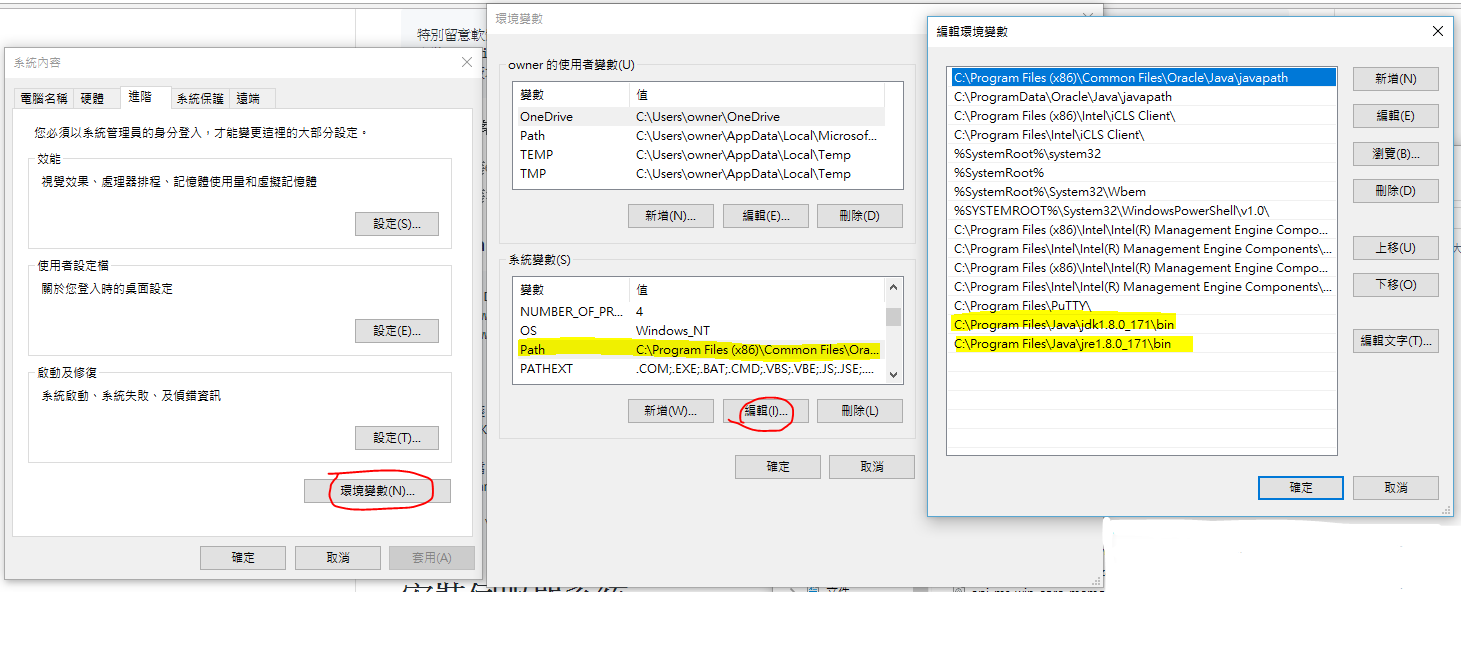 系統內容
電腦名稱 硬體 進階 系統保護 遠端
您必須以系統管理員的身分登入，才能變更這裡的大部分設定。
效能
視覺效果、處理器排程、記憶體使用量和虛擬記憶體
設定(S)...
使用者設定檔
關於您登入時的桌面設定
設定(E)...
啟動及修復
系統啟動、系統失敗、及偵錯資訊
設定(T)...
環境變數(N)...
確定 取消 套用(A)
特別留意軟
環境變數
owner 的使用者變數(U)
變數 值
OneDrive C:\Users\owner\OneDrive
Path C:\Users\owner\AppData\Local\Microsof...
TEMP C:\Users\owner\AppData\Local\Temp
TMP C:\Users\owner\AppData\Local\Temp
新增(N)... 編輯(E)... 刪除(D)
系統變數(S)
變數 值
NUMBER_OF_PR... 4
OS Windows_NT
Path C:\Program Files (x86)\Common Files\Ora...
PATHEXT .COM;.EXE;.BAT;.CMD;.VBS;.VBE;.JS;.JSE;....
新增(W)... 編輯(I)... 刪除(L)
確定 取消
編輯環境變數
C:\Program Files (x86)\Common Files\Oracle\Java\javapath
C:\ProgramData\Oracle\Java\javapath
C:\Program Files (x86)\Intel\iCLS Client\
C:\Program Files\Intel\iCLS Client\
%SystemRoot%\system32
%SystemRoot%
%SystemRoot%\System32\Wbem
%SYSTEMROOT%\System32\WindowsPowerShell\v1.0\
C:\Program Files (x86)\Intel\Intel(R) Management Engine Compo...
C:\Program Files\Intel\Intel(R) Management Engine Components\...
C:\Program Files (x86)\Intel\Intel(R) Management Engine Compo...
C:\Program Files\Intel\Intel(R) Management Engine Components\...
C:\Program Files\PuTTY\
C:\Program Files\Java\jdk1.8.0_171\bin
C:\Program Files\Java\jre1.8.0_171\bin
新增(N)
編輯(E)
瀏覽(B)...
刪除(D)
上移(U)
下移(O)
編輯文字(T)...
確定 取消